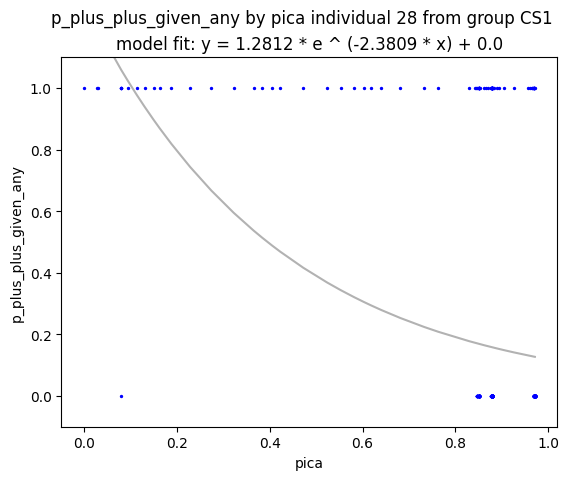 p_plus_plus_given_any by pica individual 28 from group CS1
model fit: y = 1.2812 * e ^ (-2.3809 * x) + 0.0
1.0
0.8
0.6
0.4
0.2
0.0
p_plus_plus_given_any
0.0 0.2 0.4 0.6 0.8 1.0
pica